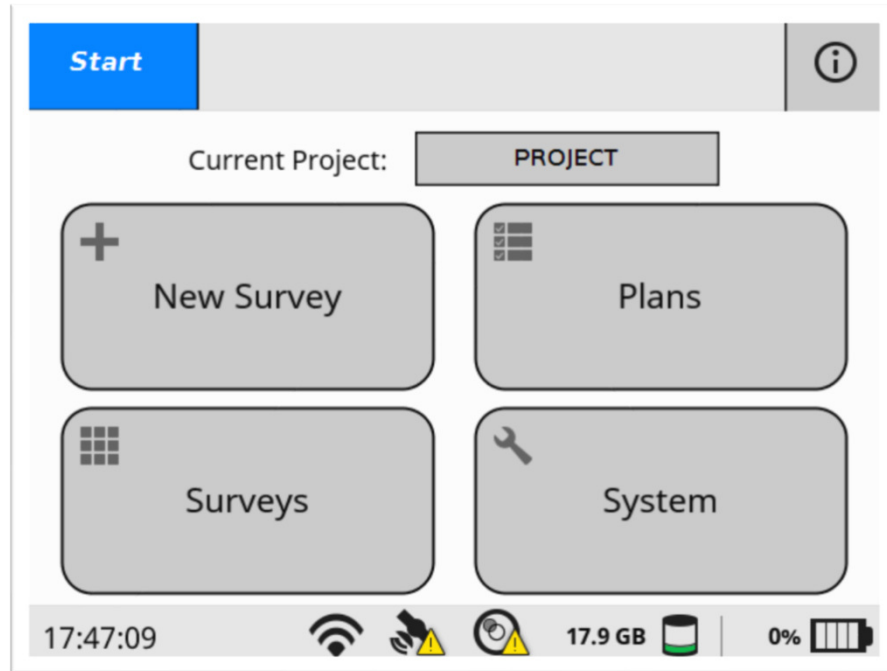 Start
Current Project: PROJECT
New Survey
Plans
Surveys
System
17:47:09 17.9 GB 0%